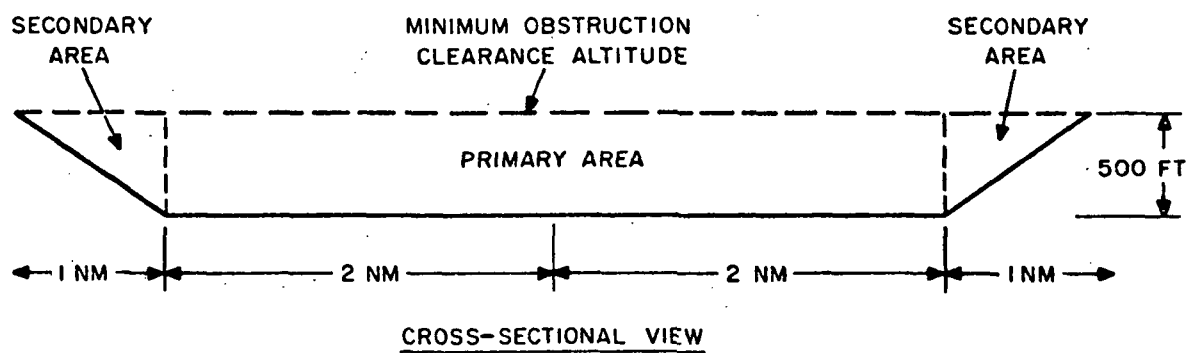 SECONDARY
AREA
MINIMUM OBSTRUCTION
CLEARANCE ALTITUDE
SECONDARY
AREA
PRIMARY AREA
500 FT
1 NM
2 NM
2 NM
1 NM
CROSS-SECTIONAL VIEW